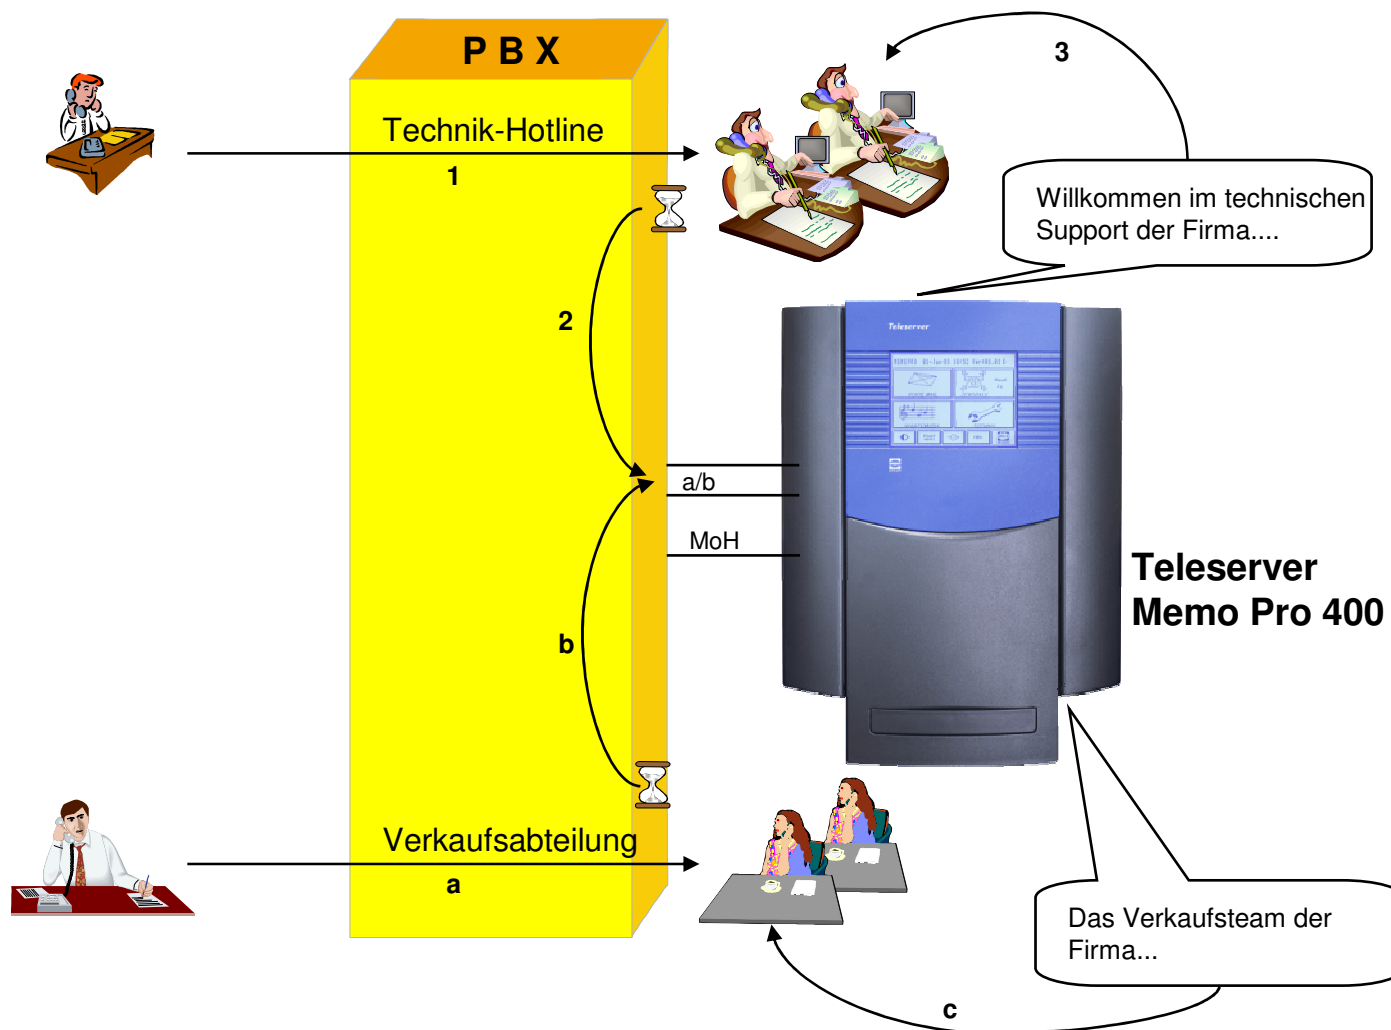 P B X
3
Technik-Hotline
1
Willkommen im technischen
Support der Firma....
2
Teleserver
a/b
MoH
Teleserver
Memo Pro 400
b
Verkaufsabteilung
a
Das Verkaufsteam der
Firma...
c